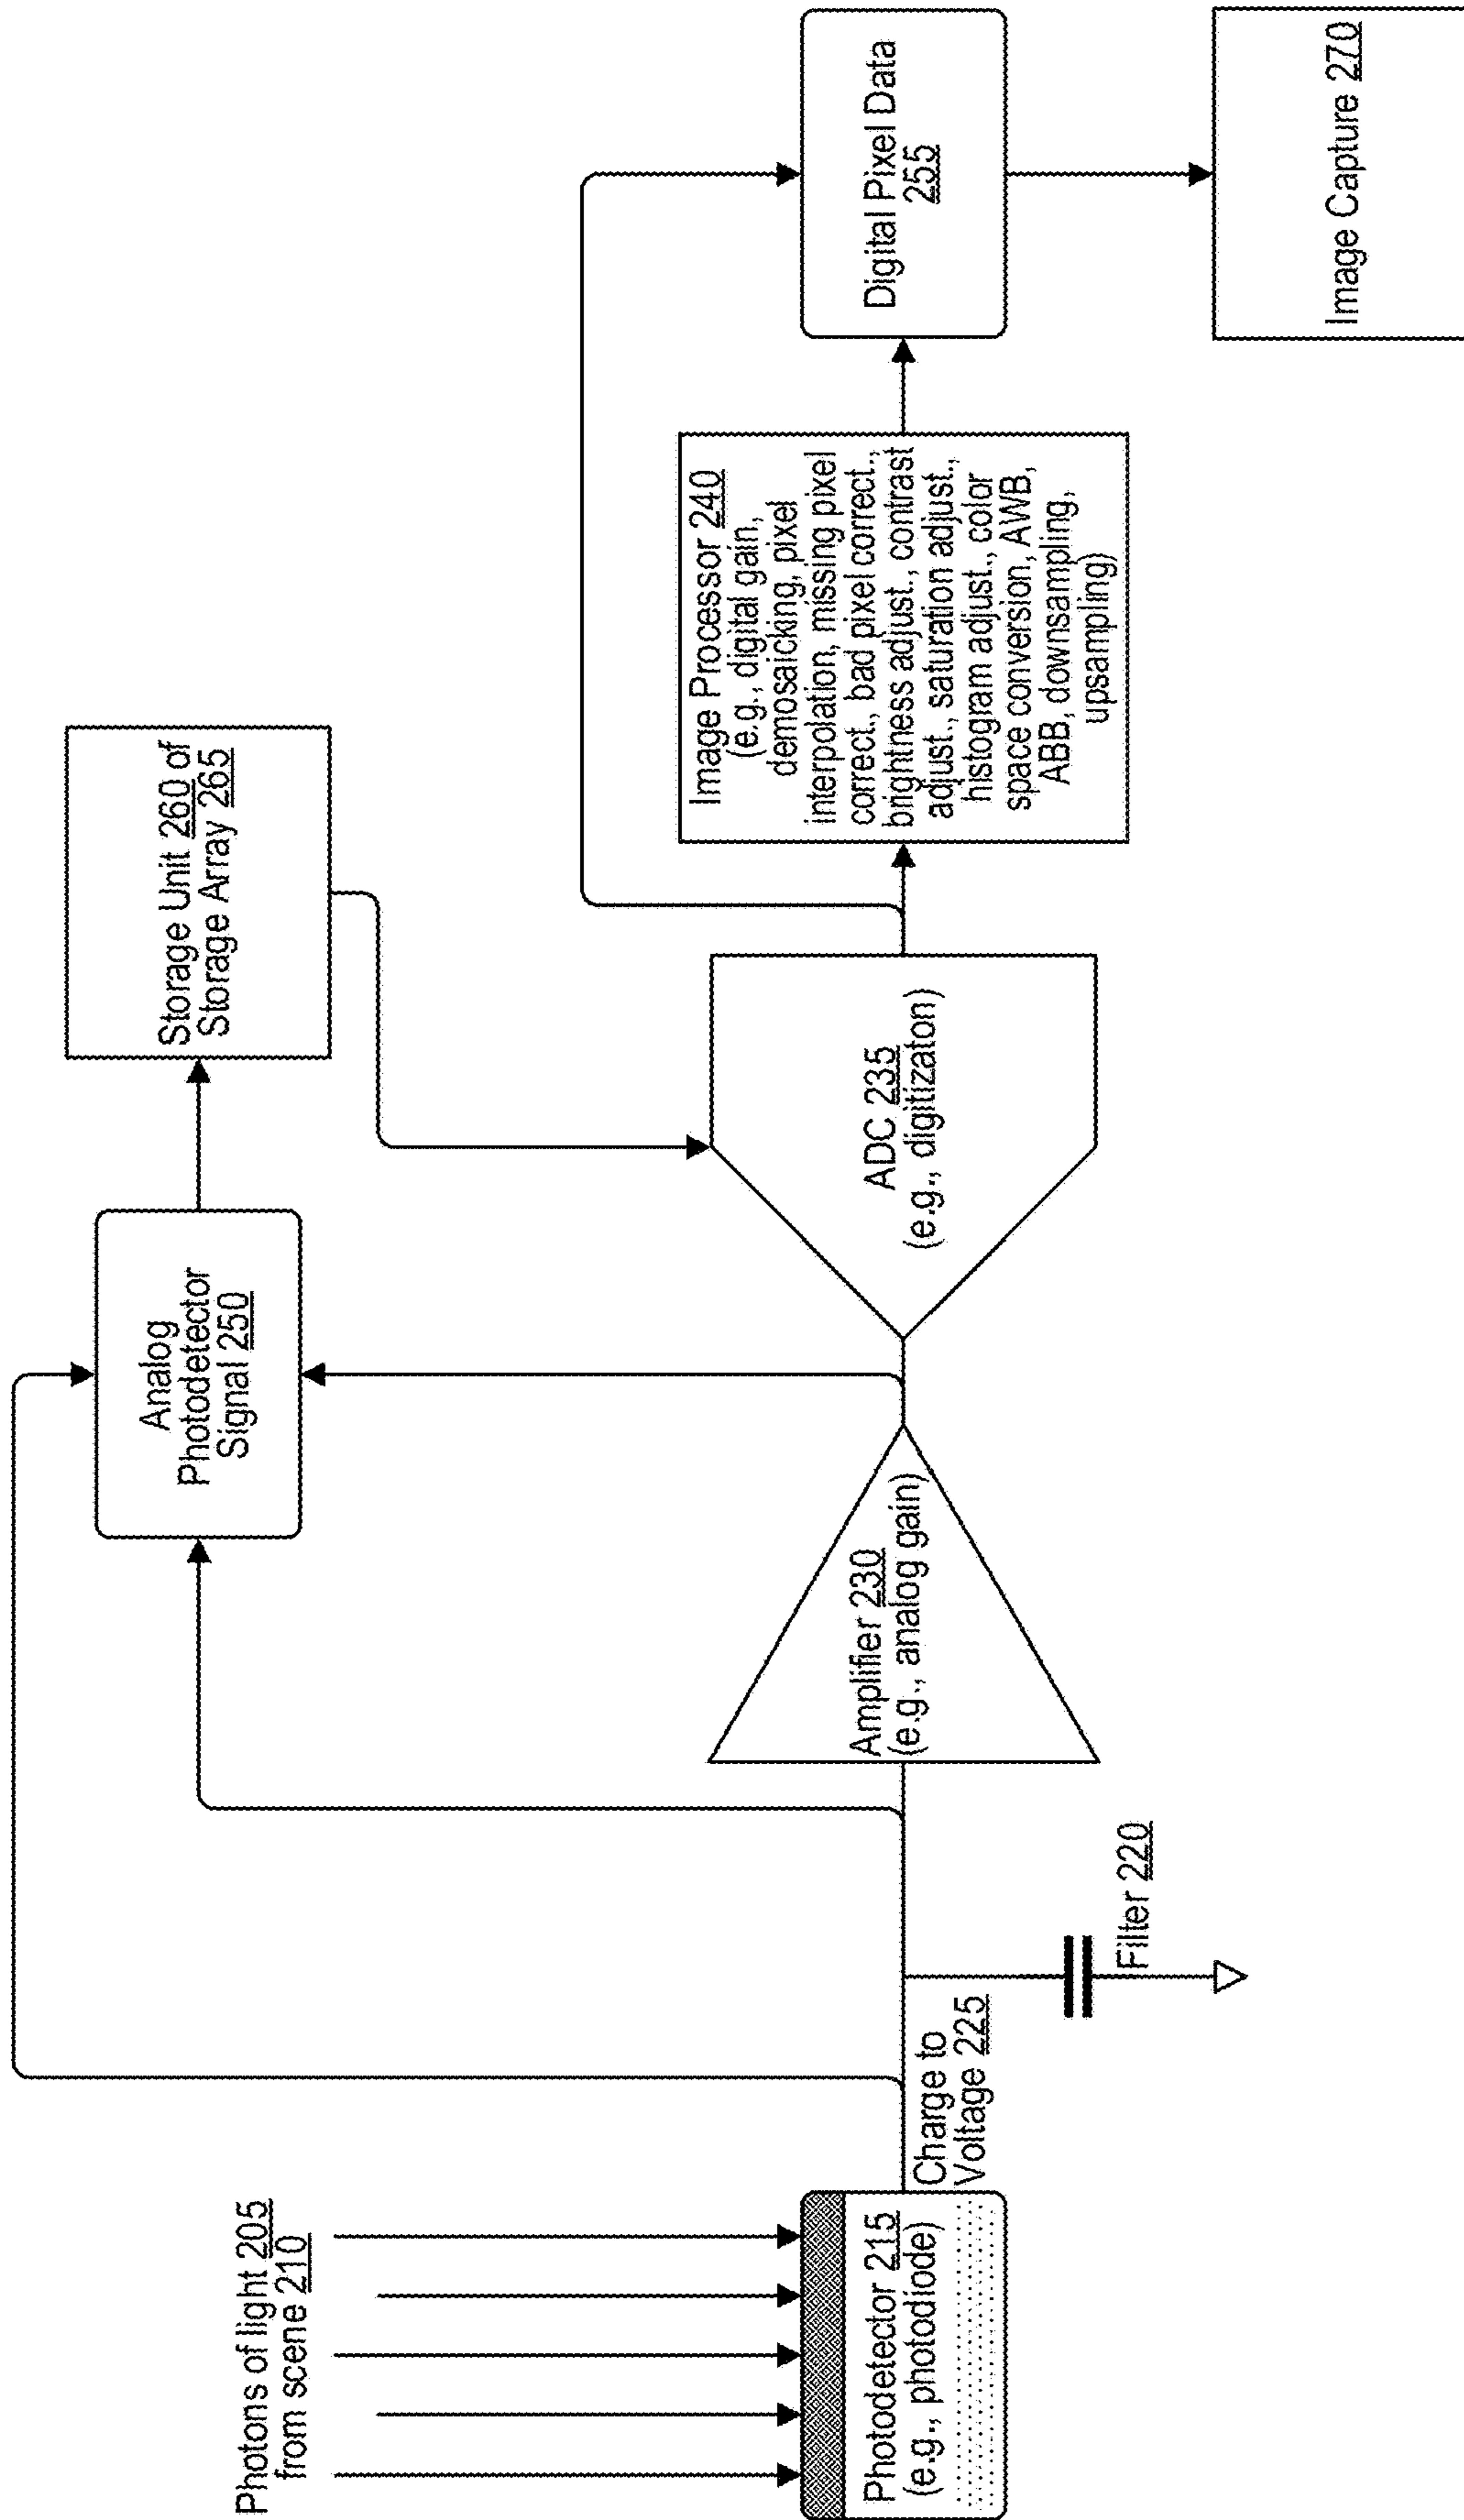 Photons of light 205
from scene 210
Photodetector 215
(e.g., photodiode)
Charge to
Voltage 225
Filter 220
Amplifier 230
(e.g., analog gain)
Analog
Photodetector
Signal 250
Storage Unit 260 of
Storage Array 265
ADC 235
(e.g., digitizaton)
Image Processor 240
(e.g., digital gain,
demosaicking, pixel
interpolation, missing pixel
correct., bad pixel correct.,
brightness adjust., contrast
adjust., saturation adjust.,
histogram adjust., color
space conversion, AWB,
ABB, downsampling,
upsampling)
Digital Pixel Data
255
Image Capture 270